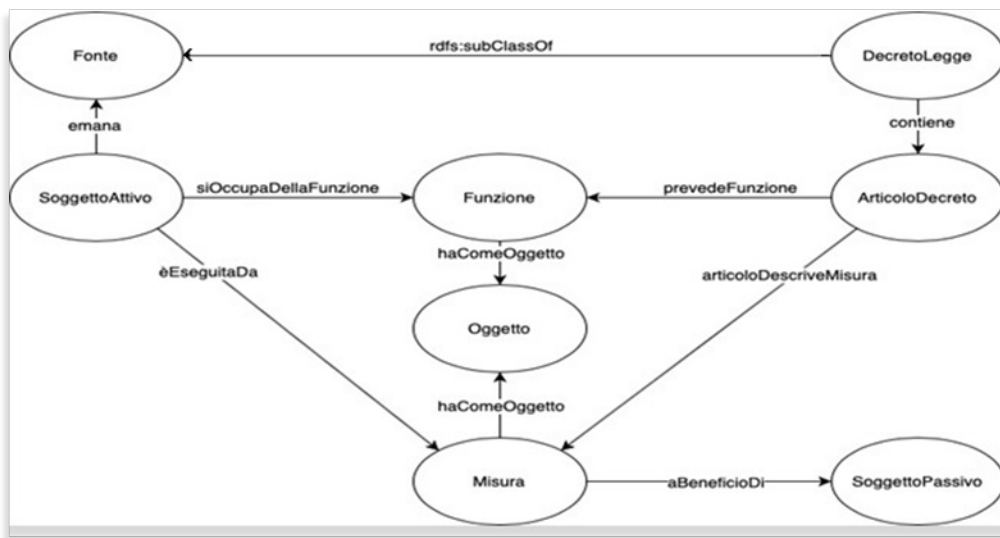 rdfs:subClassOf
Fonte
DecretoLegge
emana
contiene
SoggettoAttivo
siOccupaDellaFunzione
Funzione
prevedeFunzione
ArticoloDecreto
haComeOggetto
èEseguitaDa
articoloDescriveMisura
Oggetto
haComeOggetto
Misura
aBeneficioDi
SoggettoPassivo